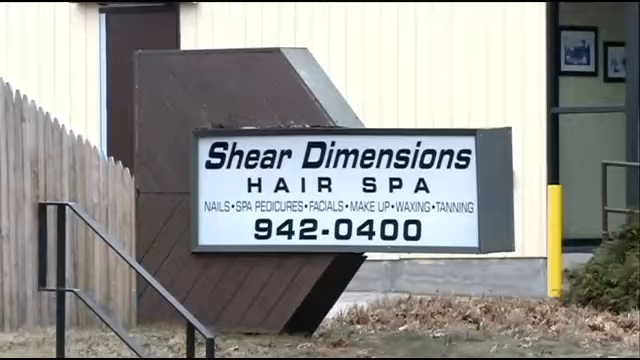 Shear Dimensions
HAIR SPA
NAILS•SPA PEDICURES•FACIALS•MAKE UP•WAXING•TANNING
942-0400